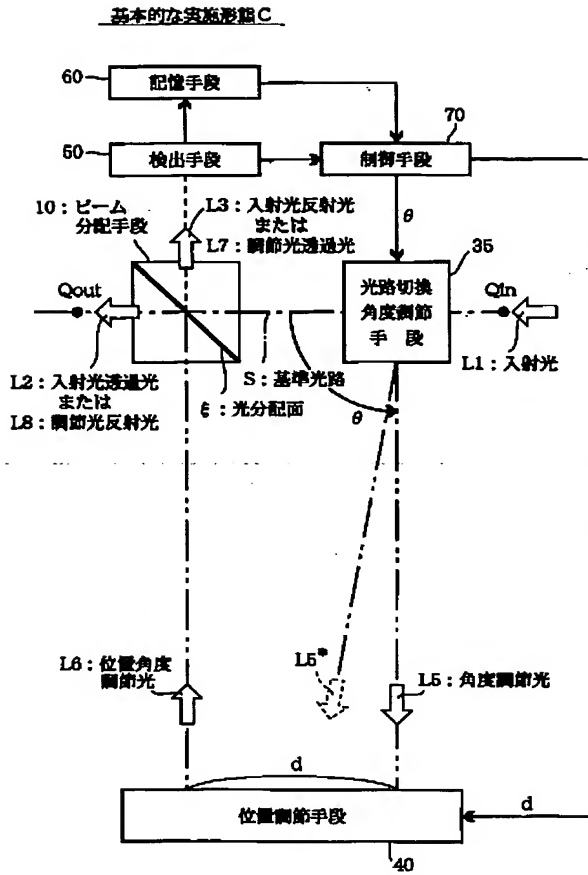 基本的な実施形態C
60
記憶手段
50
検出手段
70
制御手段
10:ビーム
分配手段
L3:入射光反射光
または
L7:調節光透過光
θ
35
光路切換
角度調節
手段
Qout
Qin
L1:入射光
L2:入射光透過光
または
L8:調節光反射光
S:基準光路
ξ:光分配面
θ
L6:位置角度
調節光
L5*
L5:角度調節光
d
位置調節手段
d
40